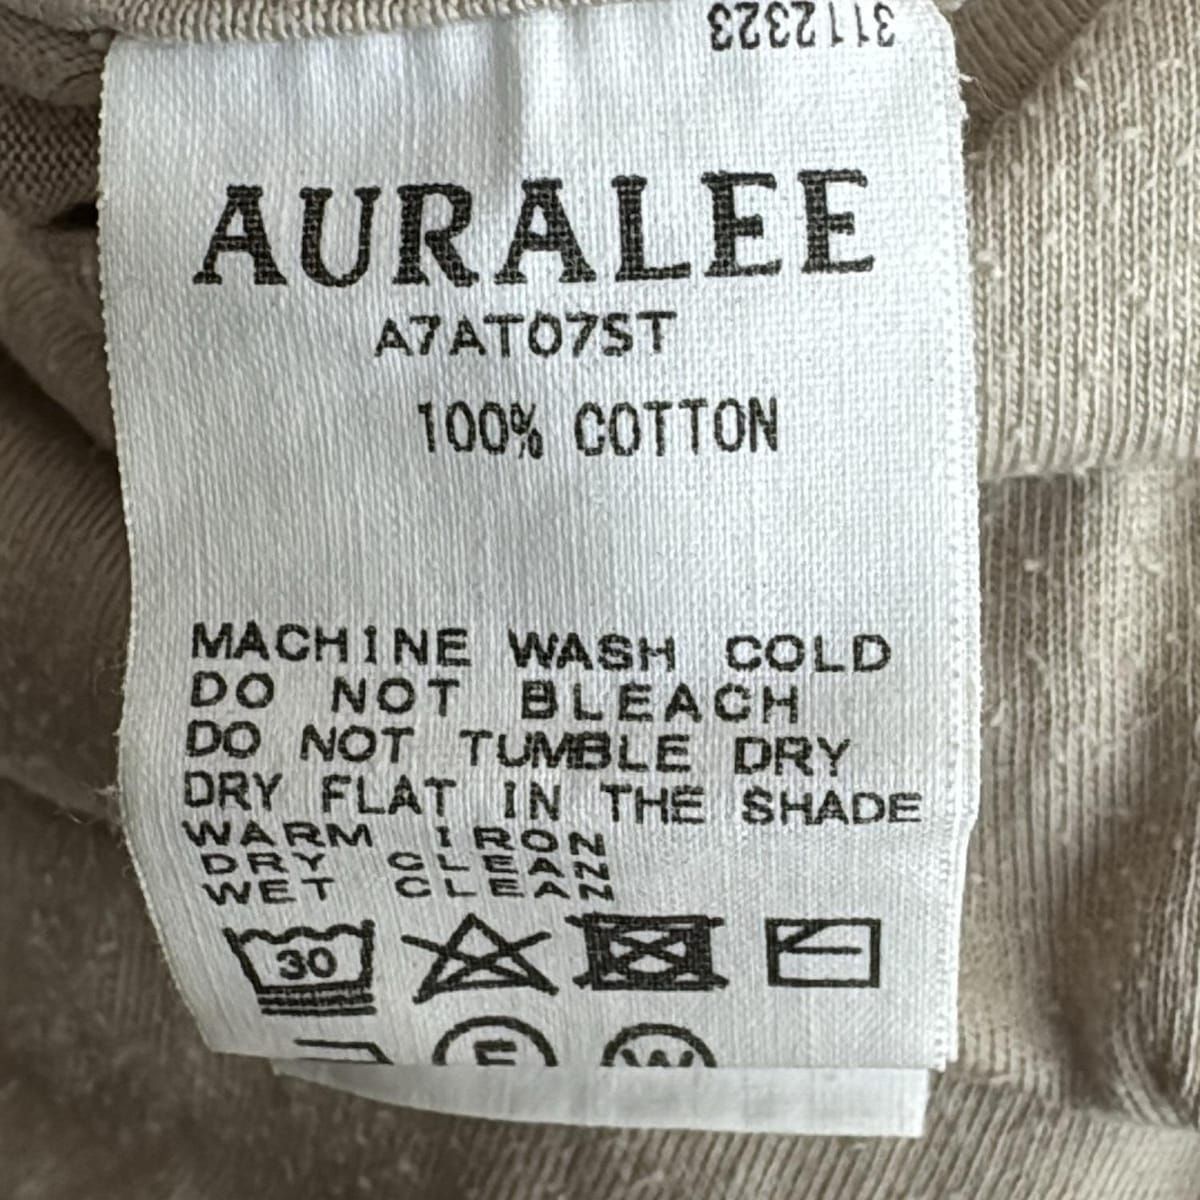 3112323
AURALEE
A7AT07ST
100% COTTON
MACHINE WASH COLD
DO NOT BLEACH
DO NOT TUMBLE DRY
DRY FLAT IN THE SHADE
WARM IRON
DRY CLEAN
WET CLEAN
30
F W